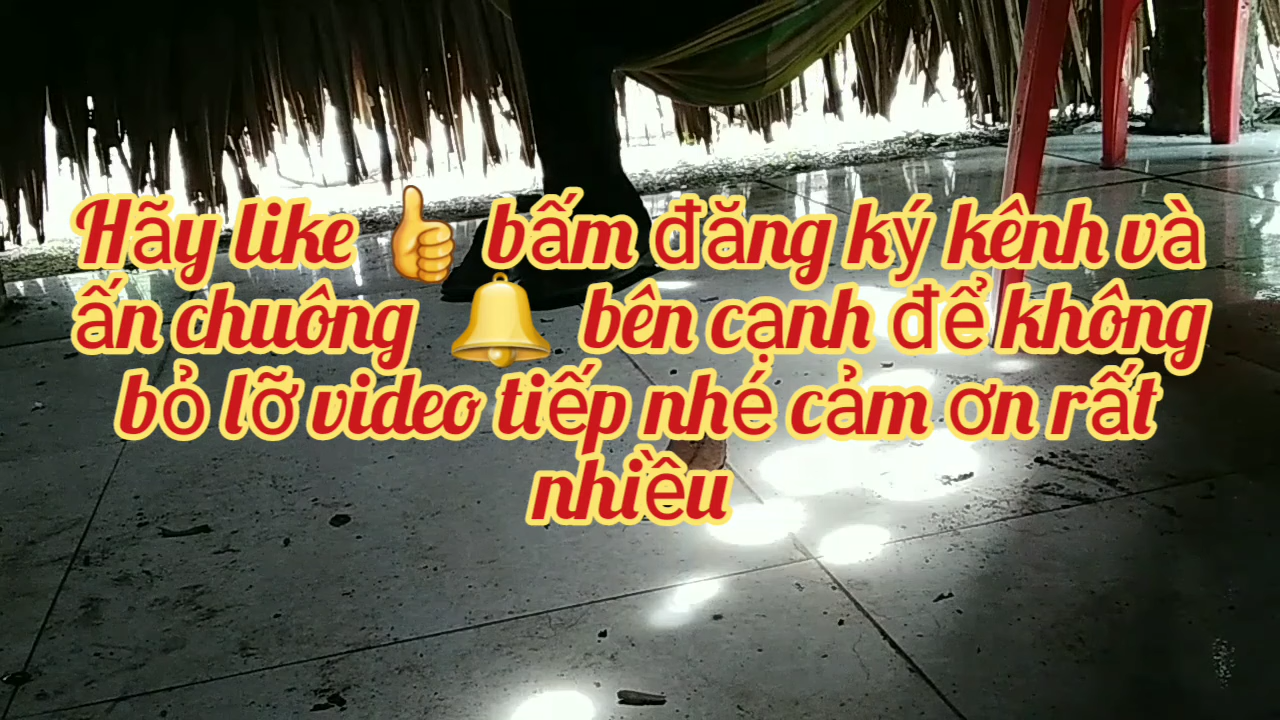 Hãy like 👍 bấm đăng ký kênh và
ấn chuông 🔔 bên cạnh để không
bỏ lỡ video tiếp nhé cảm ơn rất
nhiều